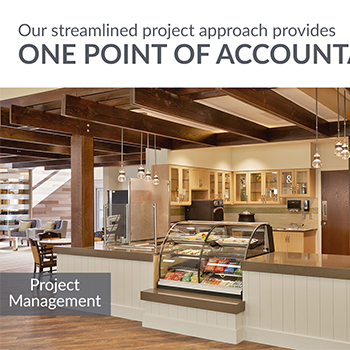 Our streamlined project approach provides
ONE POINT OF ACCOUNTA
Project
Management